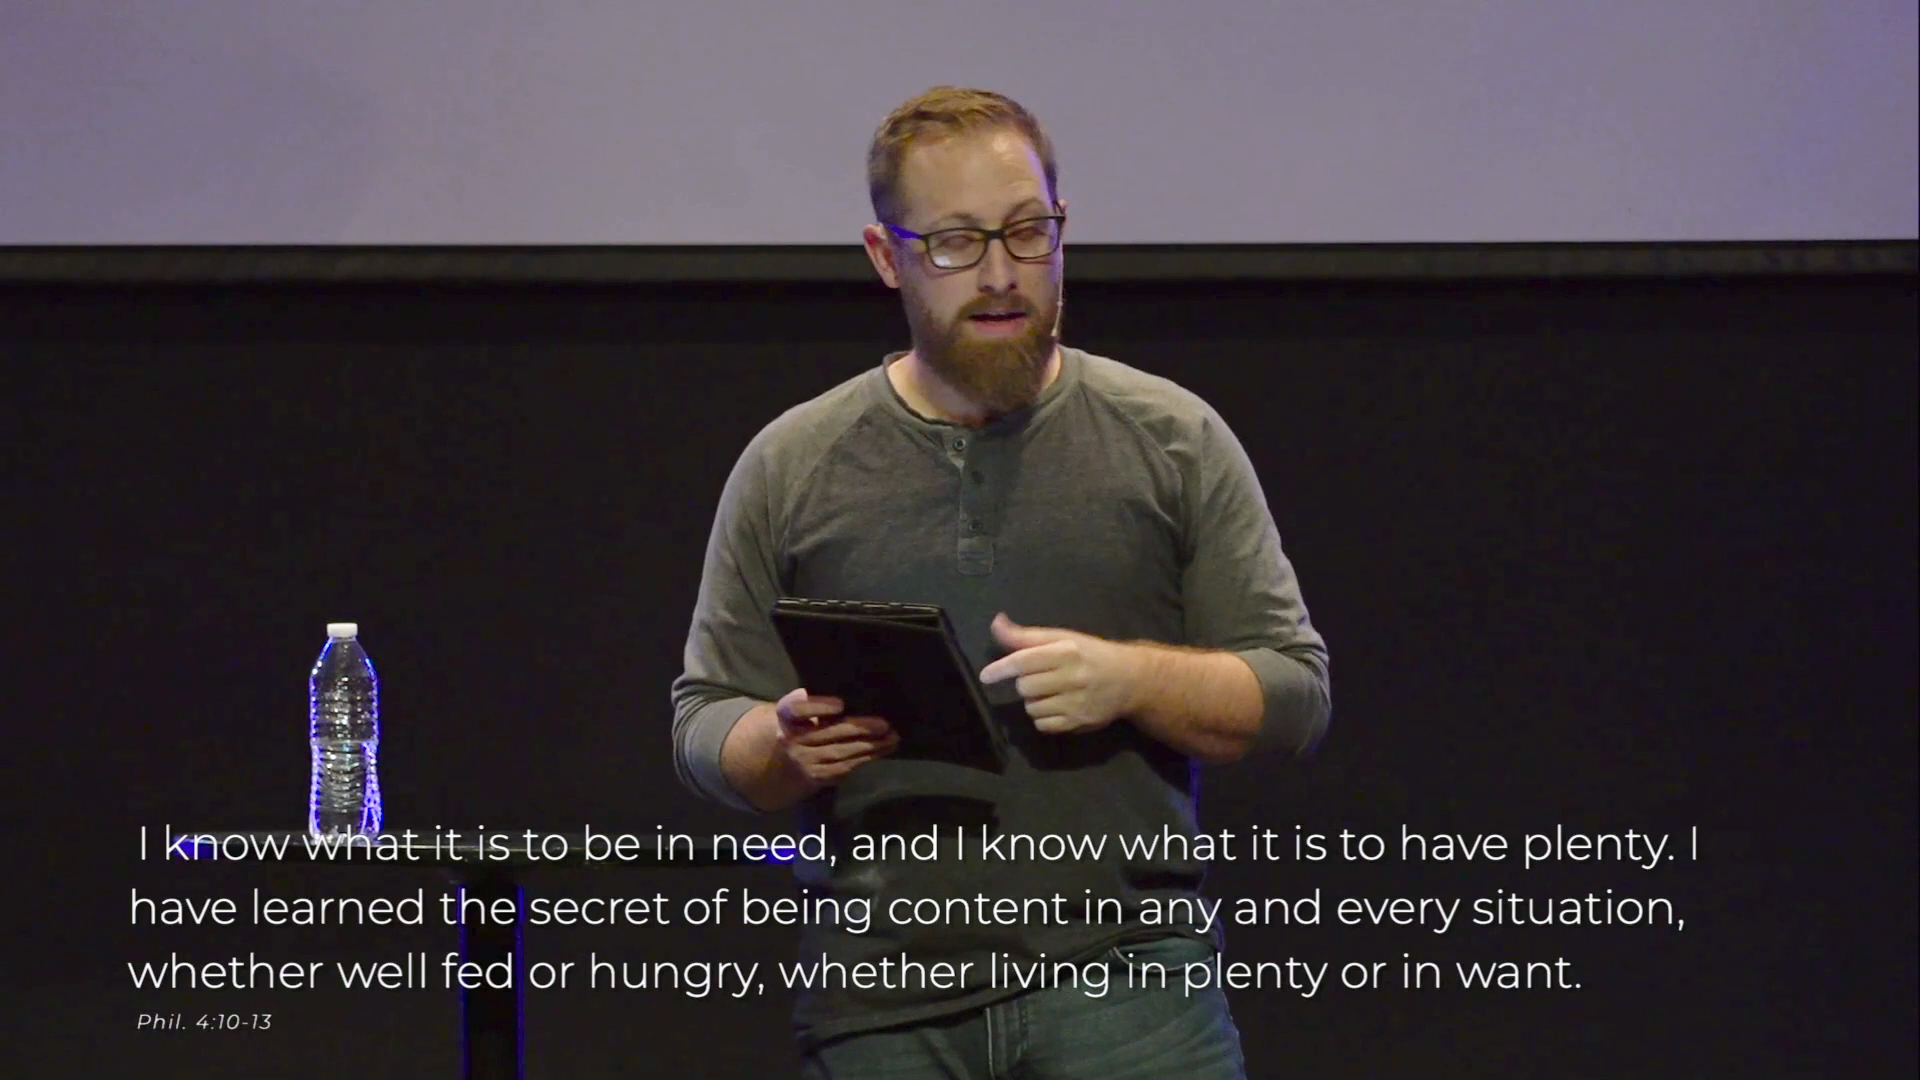 I know what it is to be in need, and I know what it is to have plenty. I
have learned the secret of being content in any and every situation,
whether well fed or hungry, whether living in plenty or in want.
Phil. 4:10-13